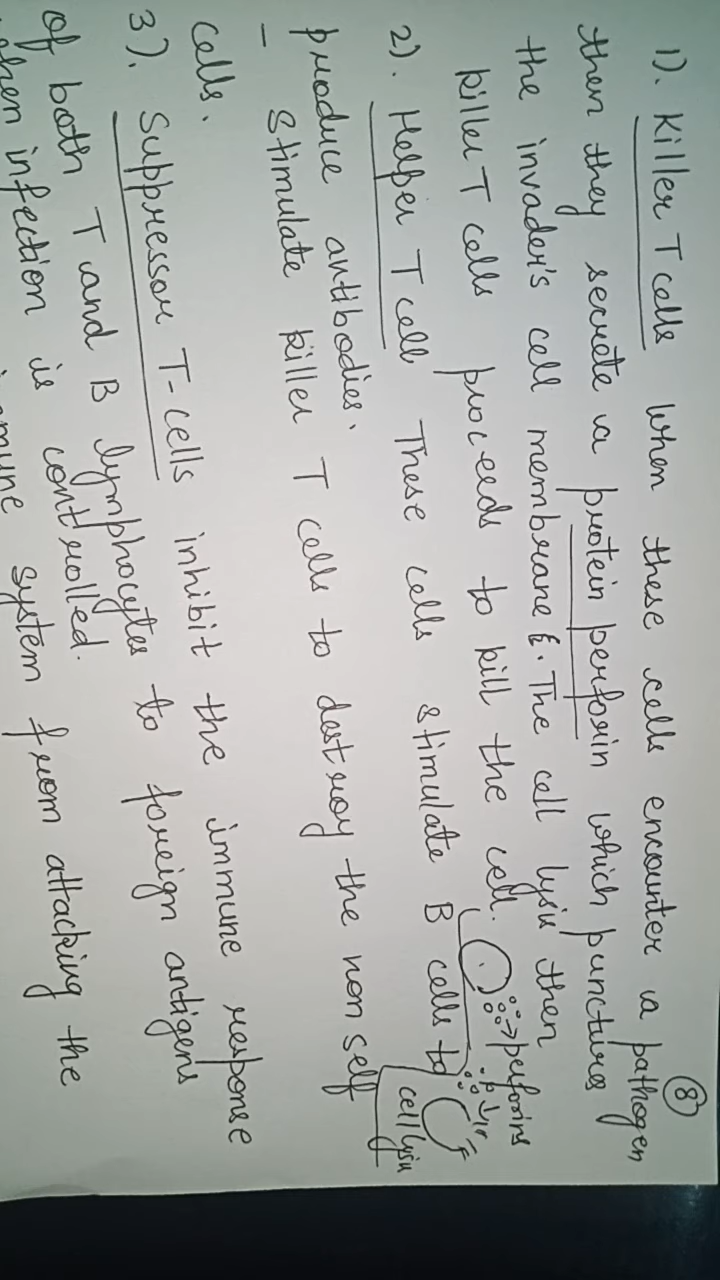 8
1). Killer T cells When these cells encounter a pathogen
then they secrete a protein perforin which punctures
the invader's cell membrane &. The cell lysis then
killer T cells proceeds to kill the cell.
→perforins
cell lysis
2). Helper T cell These cells stimulate B cells to
produce antibodies.
- Stimulate killer T cells to destroy the non self
cells.
3). Suppressor T-cells inhibit the immune response
of both T and B lymphocytes to foreign antigens
when infection is controlled.
immune system from attacking the